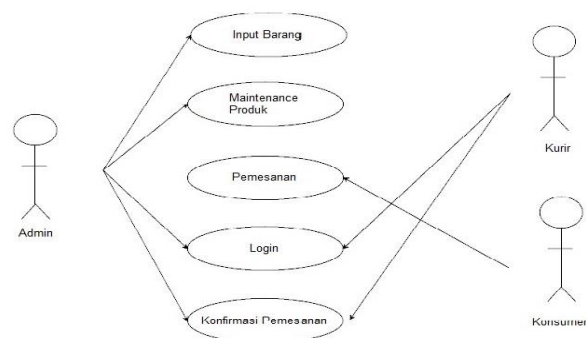 Input Barang
Maintenance
Produk
Pemesanan
Login
Konfirmasi Pemesanan
Admin
Kurir
Konsumen